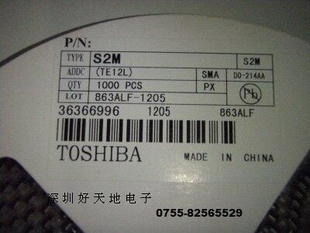 P/N:
TYPE S2M S2M
ADDC (TE12L) SMA DO-214AA
QTY 1000 PCS PX Pb
LOT 863ALF-1205
36366996 1205 863ALF
TOSHIBA MADE IN CHINA
深圳好天地电子 0755-82565529